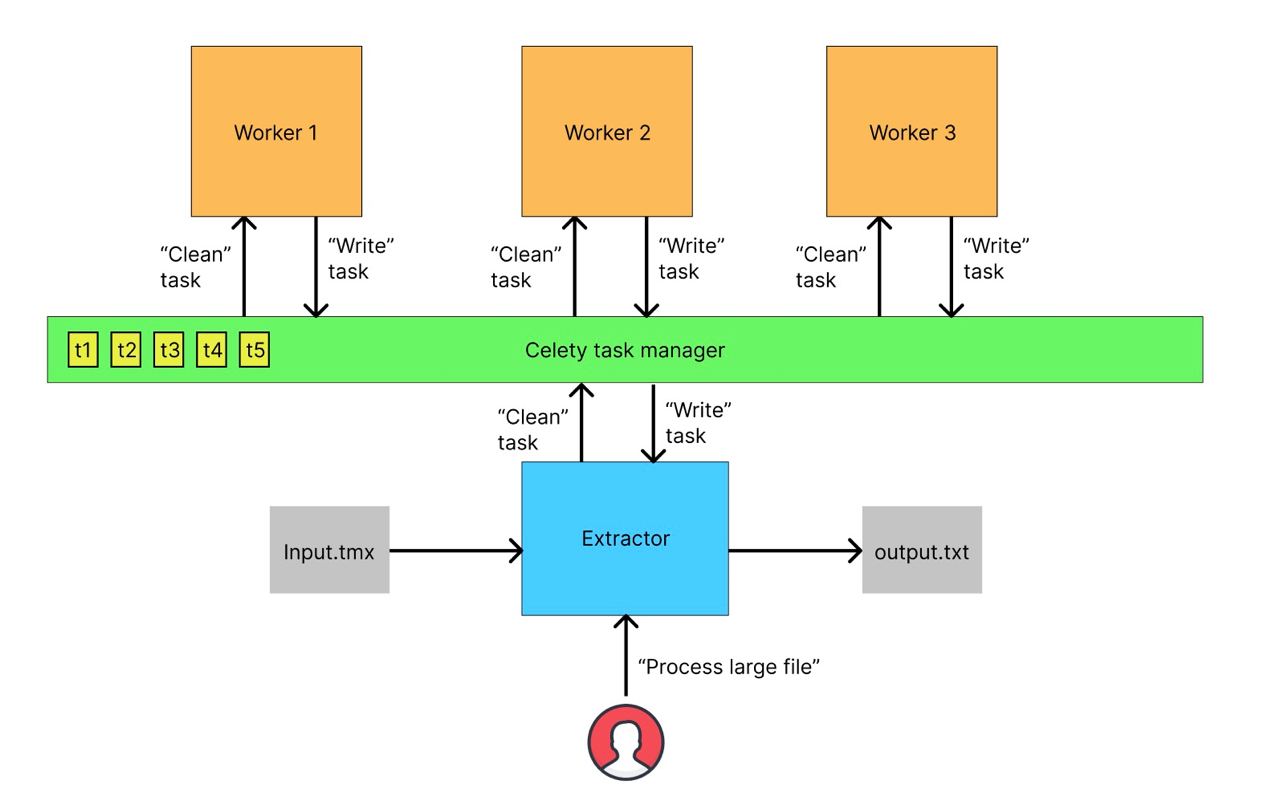 Worker 1
Worker 2
Worker 3
“Clean”
task
“Write”
task
“Clean”
task
“Write”
task
“Clean”
task
“Write”
task
t1
t2
t3
t4
t5
Celety task manager
“Clean”
task
“Write”
task
Input.tmx
Extractor
output.txt
“Process large file”